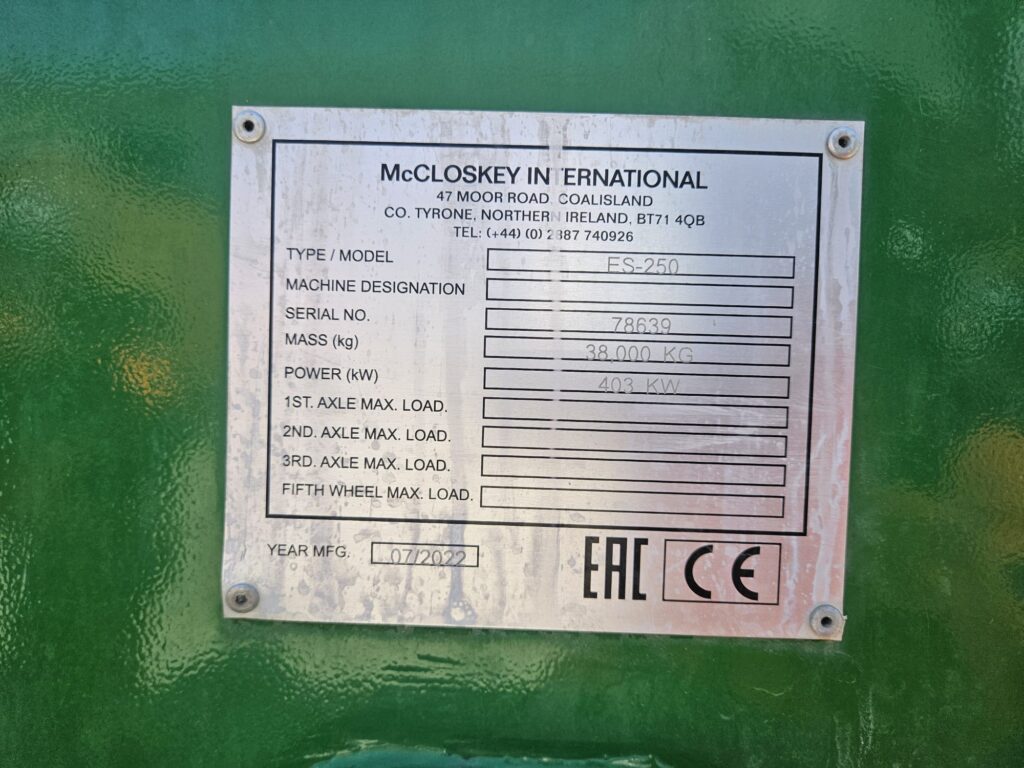 McCLOSKEY INTERNATIONAL
47 MOOR ROAD, COALISLAND
CO. TYRONE, NORTHERN IRELAND, BT71 4QB
TEL: (+44) (0) 2887 740926
TYPE / MODEL ES-250
MACHINE DESIGNATION
SERIAL NO. 78639
MASS (kg) 38,000 KG
POWER (kW) 403 KW
1ST. AXLE MAX. LOAD.
2ND. AXLE MAX. LOAD.
3RD. AXLE MAX. LOAD.
FIFTH WHEEL MAX. LOAD.
YEAR MFG. 07/2022 EAC CE